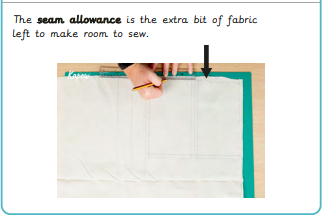 The seam allowance is the extra bit of fabric
left to make room to sew.